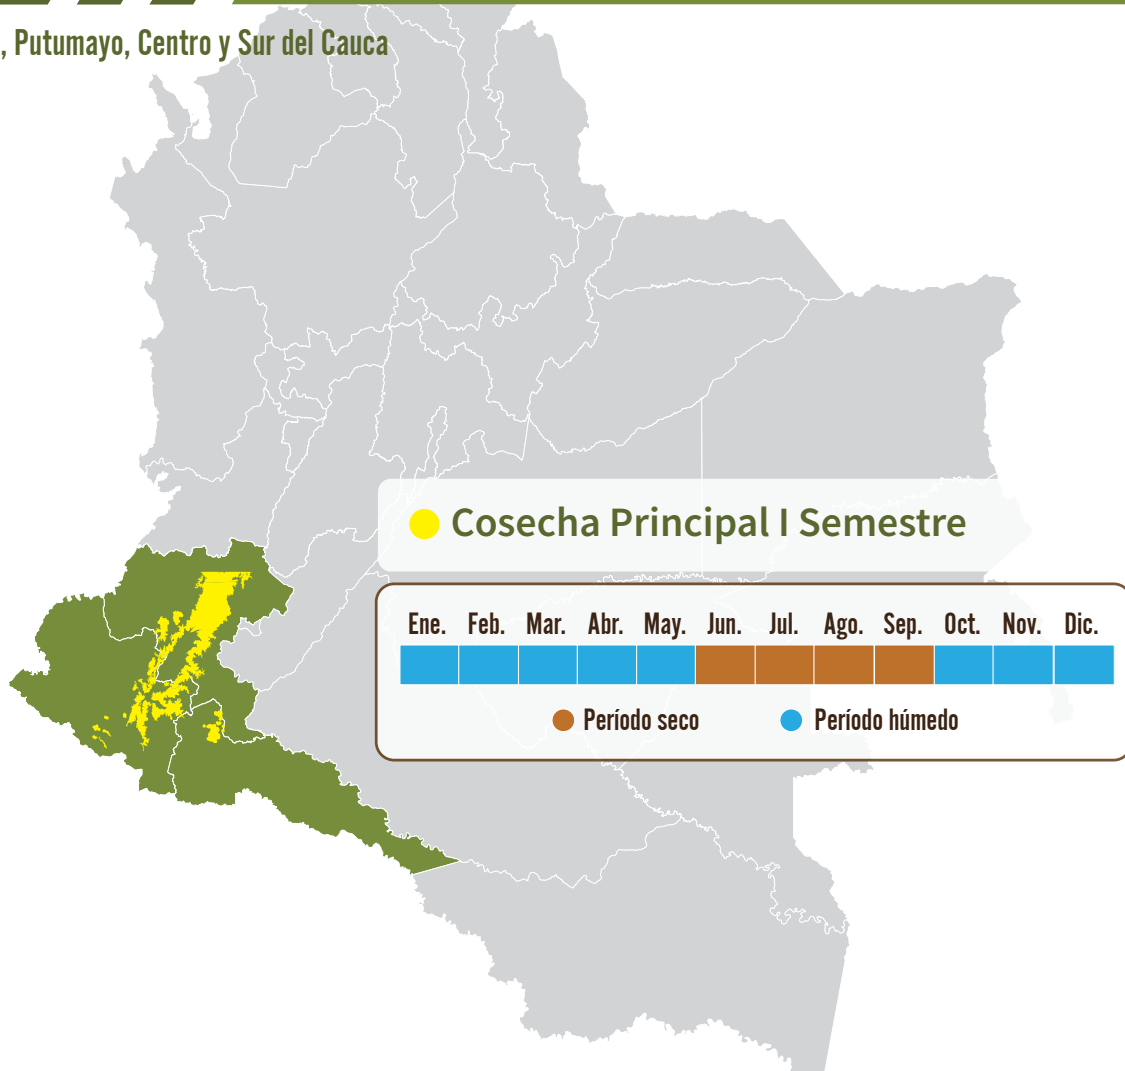 , Putumayo, Centro y Sur del Cauca
Cosecha Principal I Semestre
Ene. Feb. Mar. Abr. May. Jun. Jul. Ago. Sep. Oct. Nov. Dic.
Período seco Período húmedo